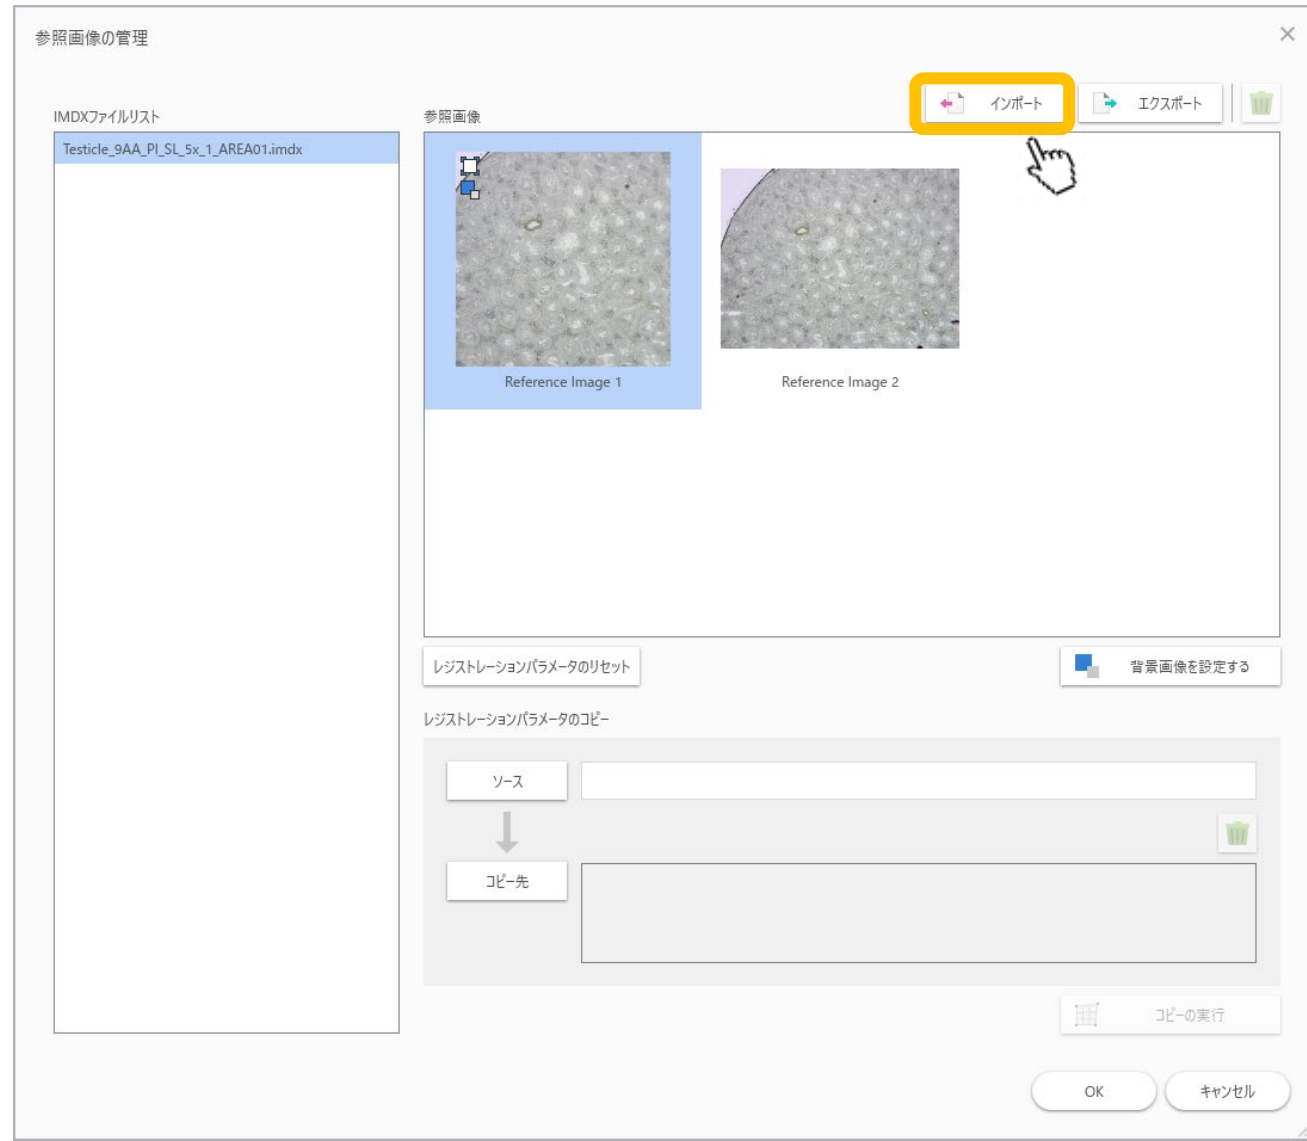 参照画像の管理
インポート
エクスポート
IMDXファイルリスト
参照画像
Testicle_9AA_PI_SL_5x_1_AREA01.imdx
Reference Image 1
Reference Image 2
レジストレーションパラメータのリセット
背景画像を設定する
レジストレーションパラメータのコピー
ソース
コピー先
コピーの実行
OK
キャンセル